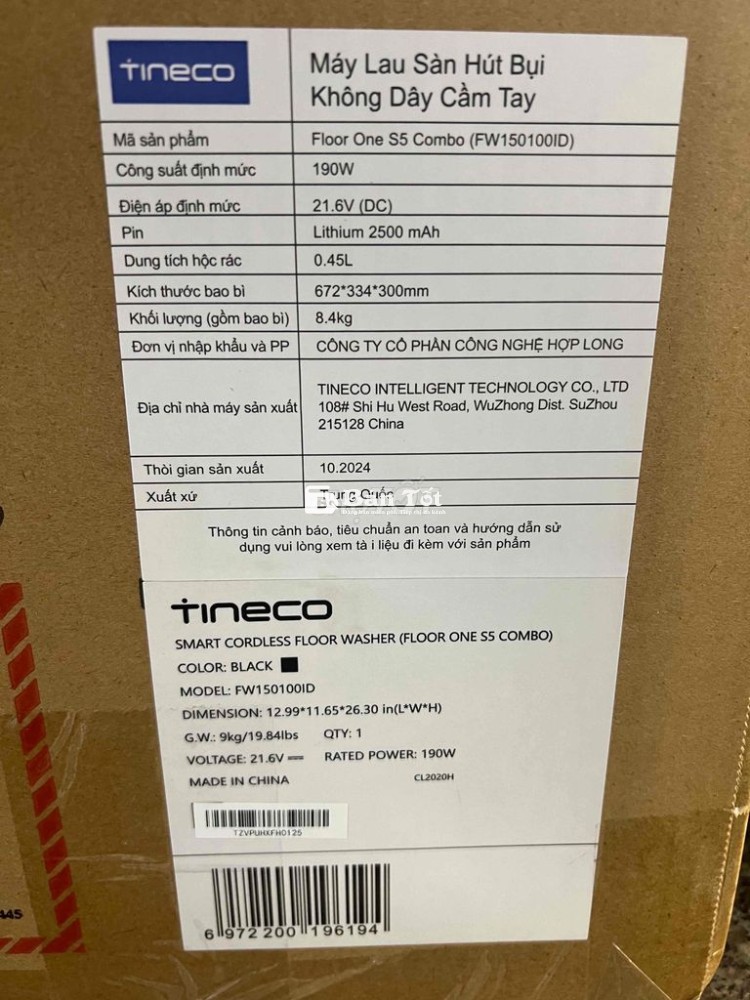 TINECO
Máy Lau Sàn Hút Bụi
Không Dây Cầm Tay
Mã sản phẩm Floor One S5 Combo (FW150100ID)
Công suất định mức 190W
Điện áp định mức 21.6V (DC)
Pin Lithium 2500 mAh
Dung tích hộc rác 0.45L
Kích thước bao bì 672*334*300mm
Khối lượng (gồm bao bì) 8.4kg
Đơn vị nhập khẩu và PP CÔNG TY CỔ PHẦN CÔNG NGHỆ HỢP LONG
Địa chỉ nhà máy sản xuất TINECO INTELLIGENT TECHNOLOGY CO., LTD
108# Shi Hu West Road, WuZhong Dist. SuZhou
215128 China
Thời gian sản xuất 10.2024
Xuất xứ Trung Quốc
Bán Tốt
Thông tin cảnh báo, tiêu chuẩn an toan và hướng dẫn sử
dụng vui lòng xem tà i liệu đi kèm với sản phẩm
TINECO
SMART CORDLESS FLOOR WASHER (FLOOR ONE S5 COMBO)
COLOR: BLACK
MODEL: FW150100ID
DIMENSION: 12.99*11.65*26.30 in(L*W*H)
G.W.: 9kg/19.84lbs QTY: 1
VOLTAGE: 21.6V RATED POWER: 190W
MADE IN CHINA CL2020H
TZVPUHXFH0125
6 972200 196194
445